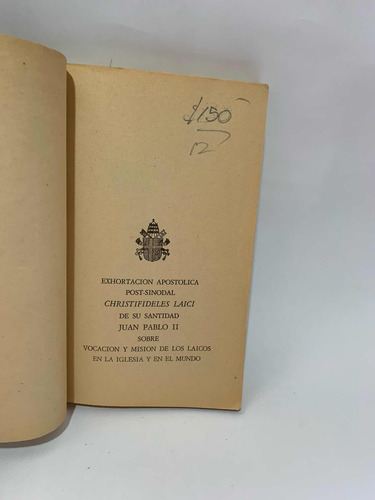 $150
12
EXHORTACION APOSTOLICA
POST-SINODAL
CHRISTIFIDELES LAICI
DE SU SANTIDAD
JUAN PABLO II
SOBRE
VOCACION Y MISION DE LOS LAICOS
EN LA IGLESIA Y EN EL MUNDO